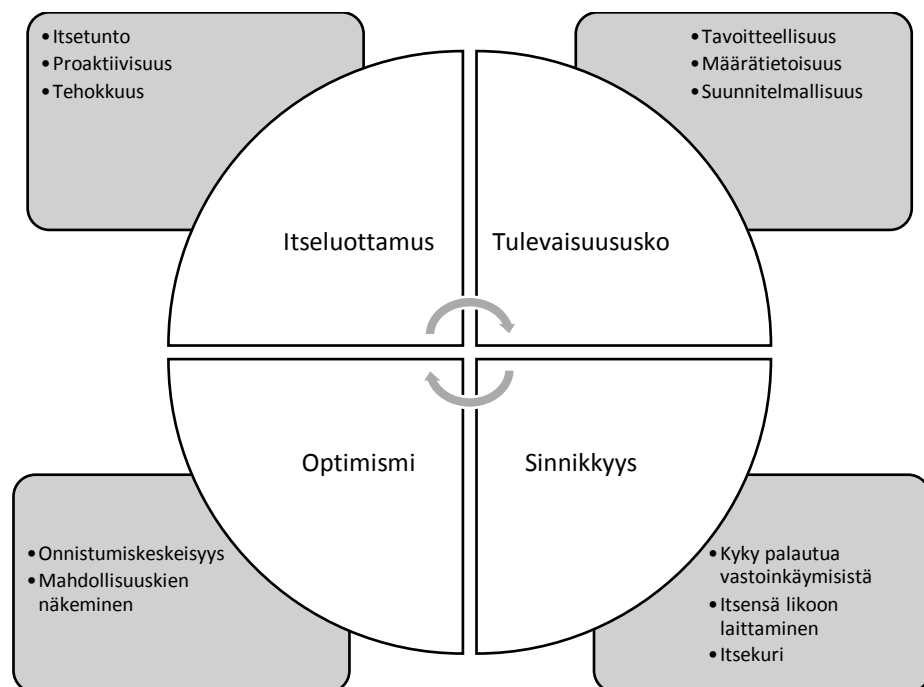 •Itsetunto
•Proaktiivisuus
•Tehokkuus
•Tavoitteellisuus
•Määrätietoisuus
•Suunnitelmallisuus
Itseluottamus
Tulevaisuususko
Optimismi
Sinnikkyys
•Onnistumiskeskeisyys
•Mahdollisuuskien
näkeminen
•Kyky palautua
vastoinkäymisistä
•Itsensä likoon
laittaminen
•Itsekuri